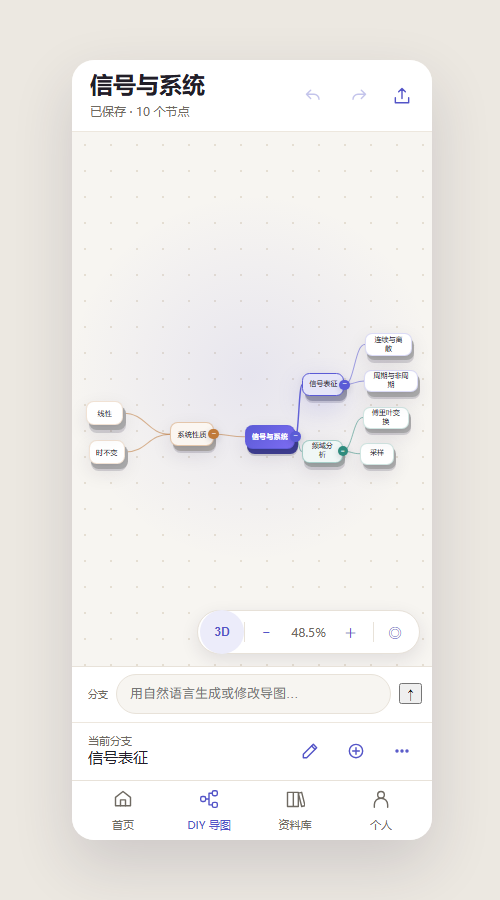 信号与系统
已保存 · 10 个节点
连续与离
散
周期与非周
期
信号表征
线性
傅里叶变
换
系统性质
信号与系统
频域分
析
时不变
采样
3D
− 48.5% +
分支
用自然语言生成或修改导图...
↑
当前分支
信号表征
首页
DIY 导图
资料库
个人